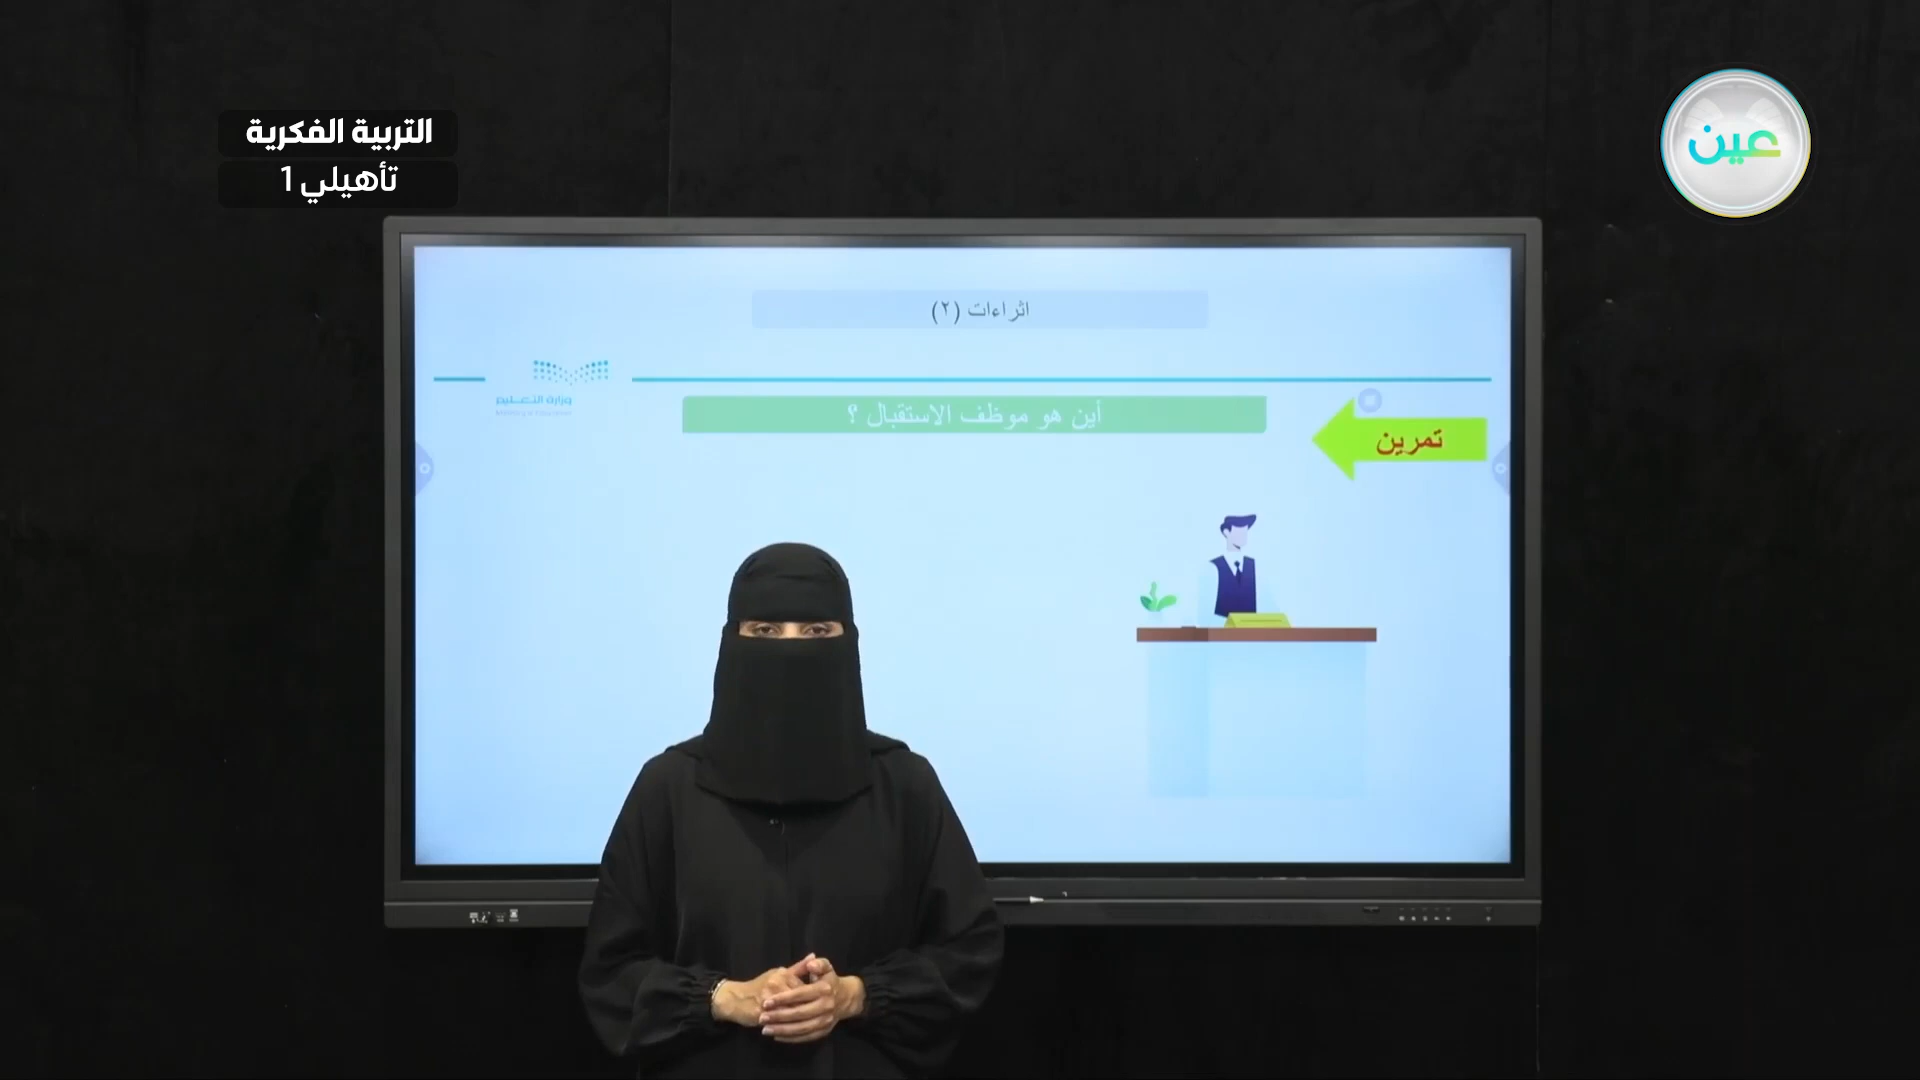 التربية الفكرية
تأهيلي 1
عين
اثراءات (٢)
وزارة التعليم
أين هو موظف الاستقبال ؟
تمرين